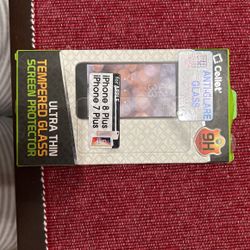 Cellet
ANTI-GLARE
GLASS
9H
for APPLE
iPhone 8 Plus
iPhone 7 Plus
ULTRA THIN
TEMPERED GLASS
SCREEN PROTECTOR